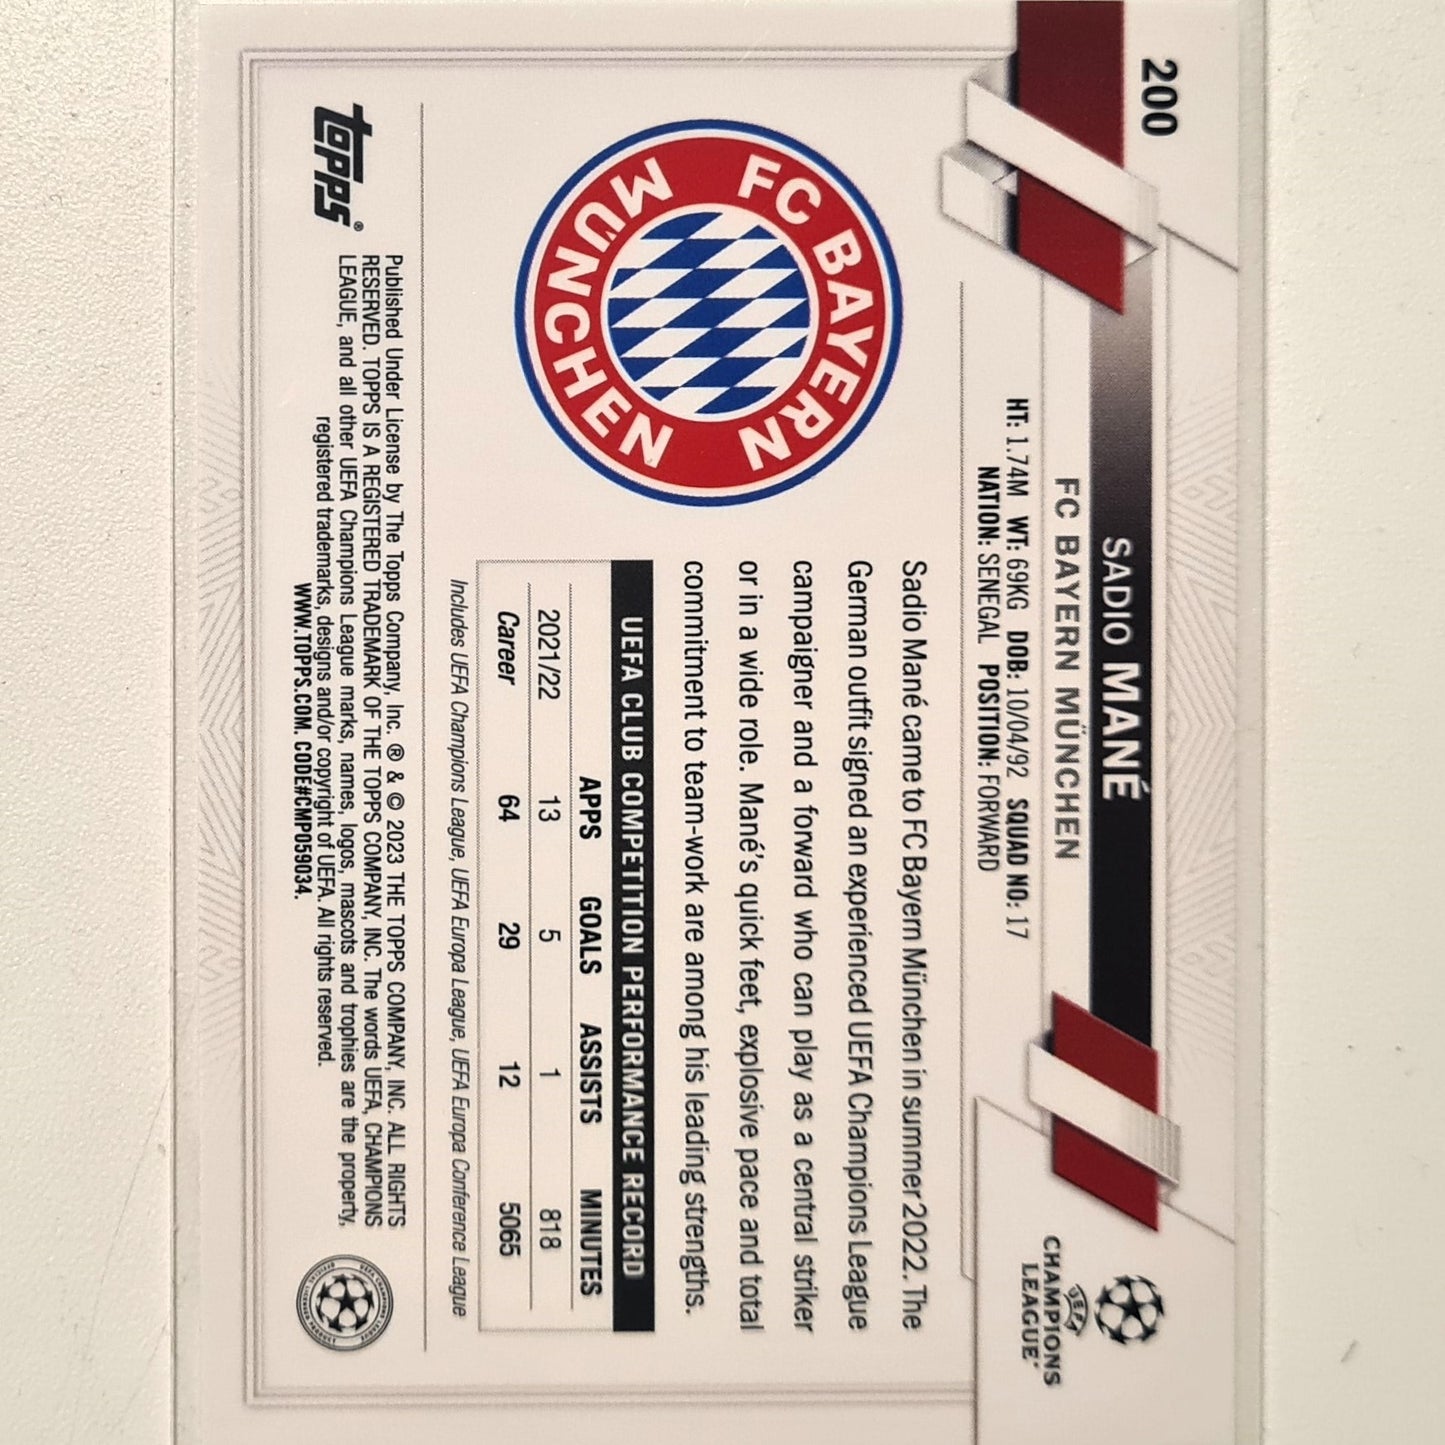 200
SADIO MANÉ
FC BAYERN MÜNCHEN
HT: 1.74M WT: 69KG DOB: 10/04/92 SQUAD NO: 17
NATION: SENEGAL POSITION: FORWARD
UEFA
CHAMPIONS
LEAGUE
FC BAYERN
MÜNCHEN
Sadio Mané came to FC Bayern München in summer 2022. The
German outfit signed an experienced UEFA Champions League
campaigner and a forward who can play as a central striker
or in a wide role. Mané's quick feet, explosive pace and total
commitment to team-work are among his leading strengths.
UEFA CLUB COMPETITION PERFORMANCE RECORD
APPS GOALS ASSISTS MINUTES
2021/22 13 5 1 818
Career 64 29 12 5065
Includes UEFA Champions League, UEFA Europa League, UEFA Europa Conference League
Topps®
Published Under License by The Topps Company, Inc. ® & © 2023 THE TOPPS COMPANY, INC. ALL RIGHTS
RESERVED. TOPPS IS A REGISTERED TRADEMARK OF THE TOPPS COMPANY, INC. The words UEFA, CHAMPIONS
LEAGUE, and all other UEFA Champions League marks, names, logos, mascots and trophies are the property,
registered trademarks, designs and/or copyright of UEFA. All rights reserved.
WWW.TOPPS.COM. CODE#CMP059034.